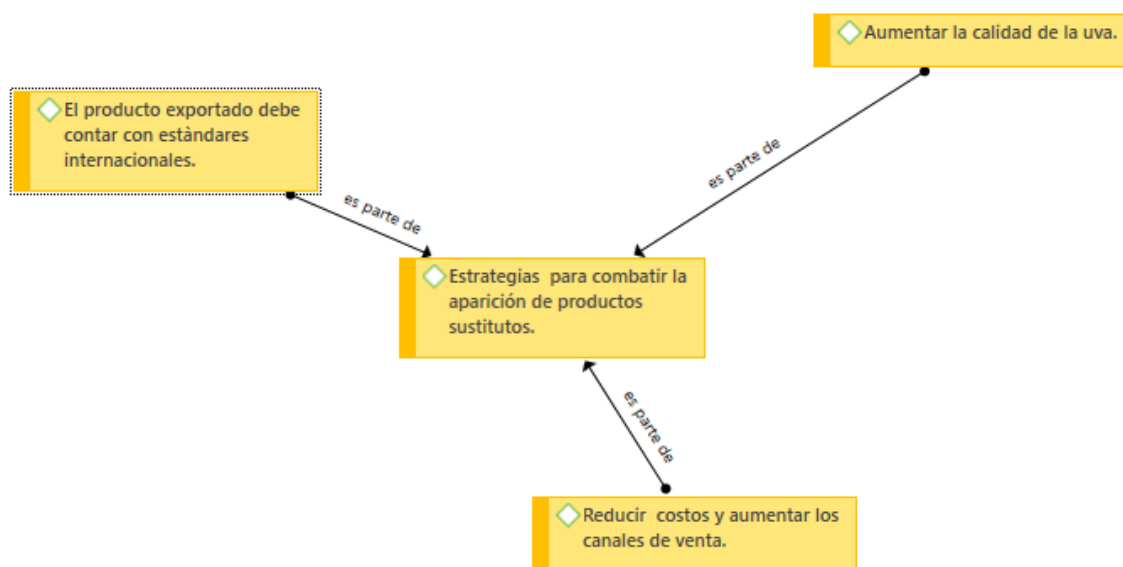 Aumentar la calidad de la uva.
El producto exportado debe
contar con estàndares
internacionales.
es parte de
es parte de
Estrategias  para combatir la
aparición de productos
sustitutos.
es parte de
Reducir  costos y aumentar los
canales de venta.